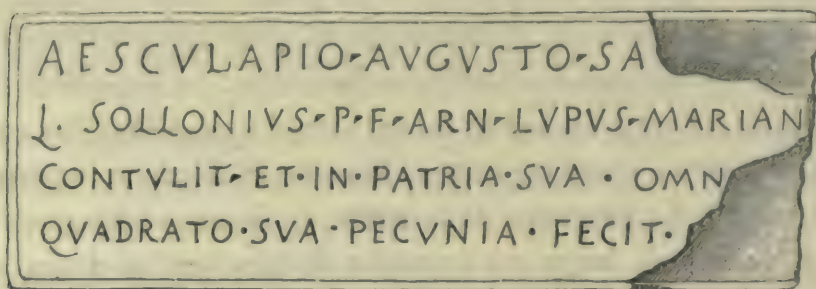 AESCVLAPIO·AVGVSTO·SA
L. SOLLONIVS·P·F·ARN·LVPVS·MARIAN
CONTVLIT·ET·IN·PATRIA·SVA·OMN
QVADRATO·SVA·PECVNIA·FECIT·